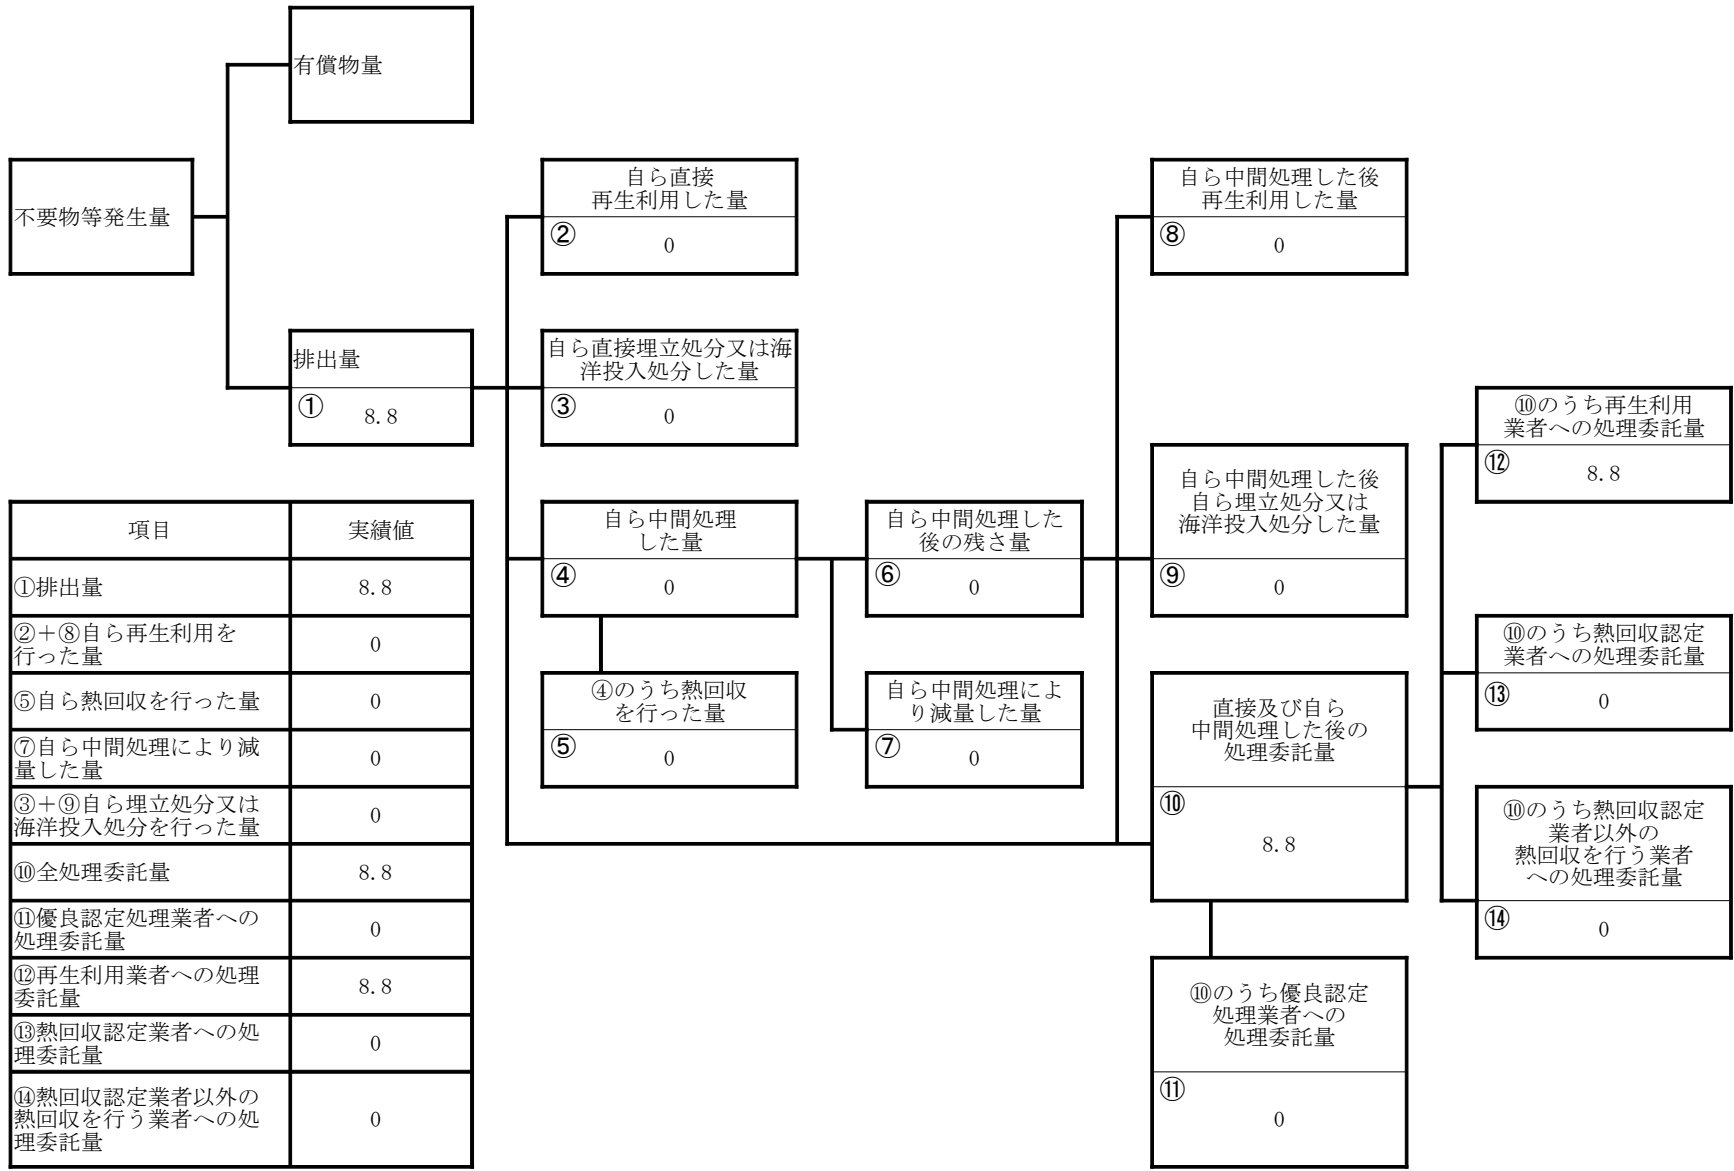 有償物量
不要物等発生量
自ら直接
再生利用した量
②
0
自ら中間処理した後
再生利用した量
⑧
0
排出量
①
8.8
自ら直接埋立処分又は海
洋投入処分した量
③
0
⑩のうち再生利用
業者への処理委託量
⑫
8.8
自ら中間処理した後
自ら埋立処分又は
海洋投入処分した量
⑨
0
自ら中間処理
した量
④
0
自ら中間処理した
後の残さ量
⑥
0
⑩のうち熱回収認定
業者への処理委託量
⑬
0
④のうち熱回収
を行った量
⑤
0
自ら中間処理によ
り減量した量
⑦
0
直接及び自ら
中間処理した後の
処理委託量
⑩
8.8
⑩のうち熱回収認定
業者以外の
熱回収を行う業者
への処理委託量
⑭
0
⑩のうち優良認定
処理業者への
処理委託量
⑪
0
項目 実績値
①排出量 8.8
②＋⑧自ら再生利用を
行った量 0
⑤自ら熱回収を行った量 0
⑦自ら中間処理により減
量した量 0
③＋⑨自ら埋立処分又は
海洋投入処分を行った量 0
⑩全処理委託量 8.8
⑪優良認定処理業者への
処理委託量 0
⑫再生利用業者への処理
委託量 8.8
⑬熱回収認定業者への処
理委託量 0
⑭熱回収認定業者以外の
熱回収を行う業者への処
理委託量 0